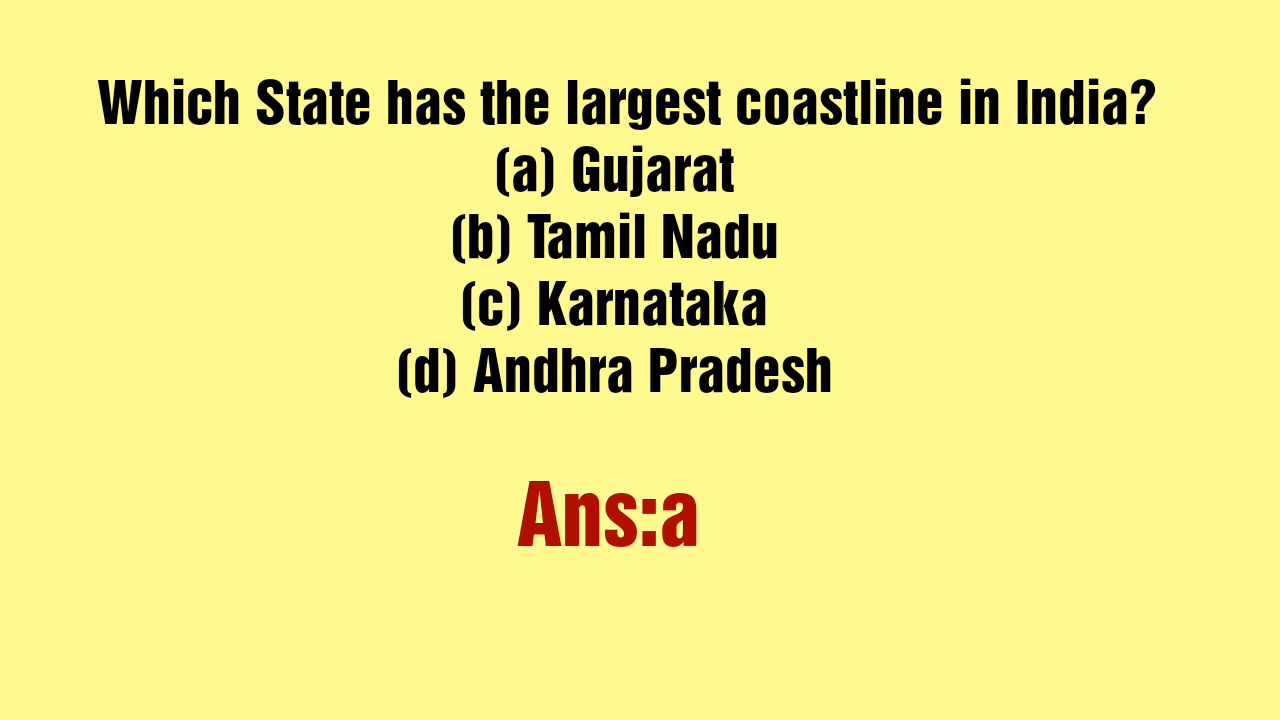 Which State has the largest coastline in India?
(a) Gujarat
(b) Tamil Nadu
(c) Karnataka
(d) Andhra Pradesh
Ans:a